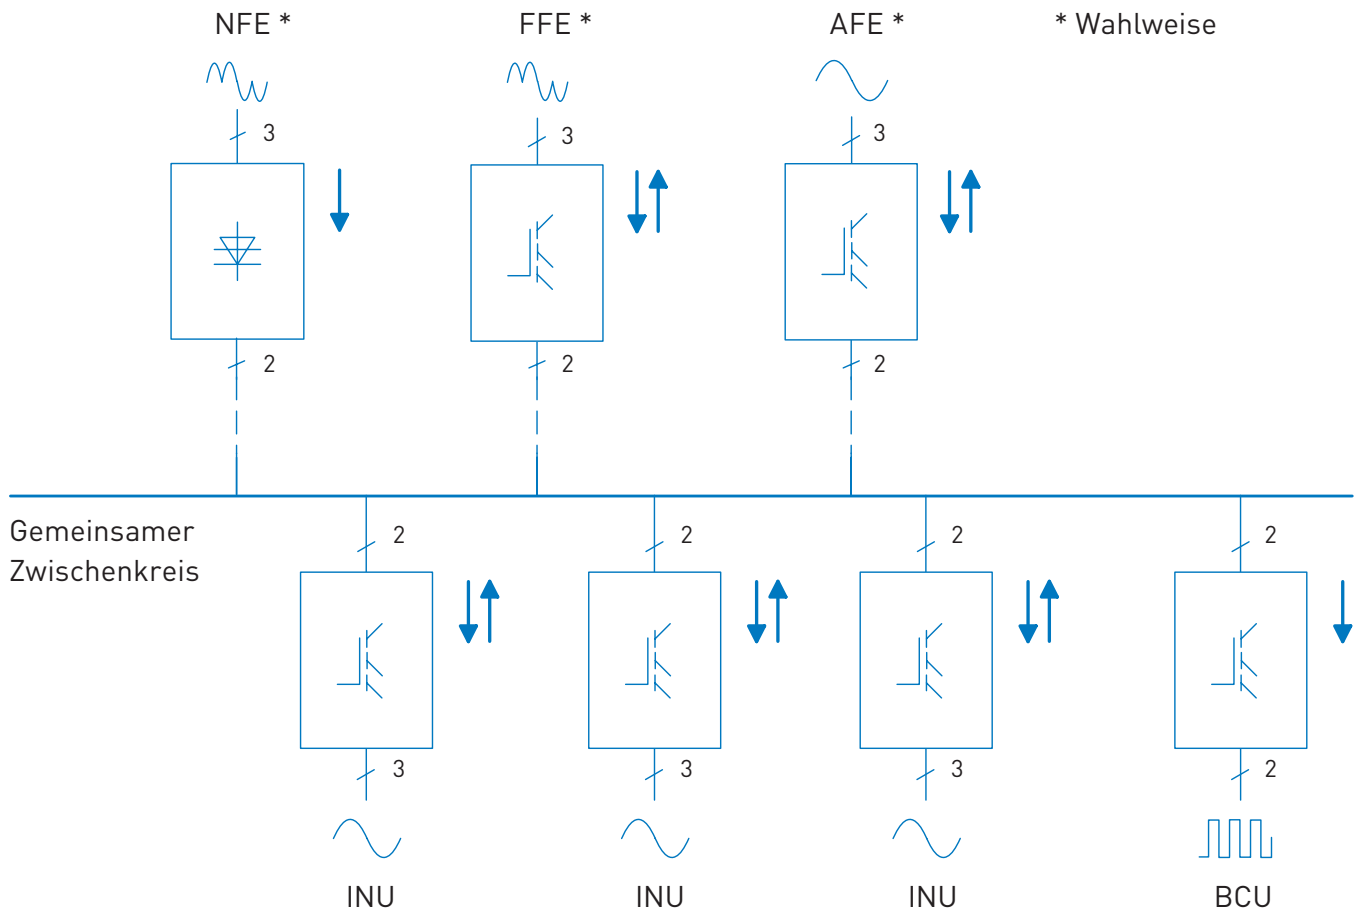 NFE *
FFE *
AFE *
* Wahlweise
3
3
3
2
2
2
Gemeinsamer
Zwischenkreis
2
2
2
2
3
3
3
2
INU
INU
INU
BCU